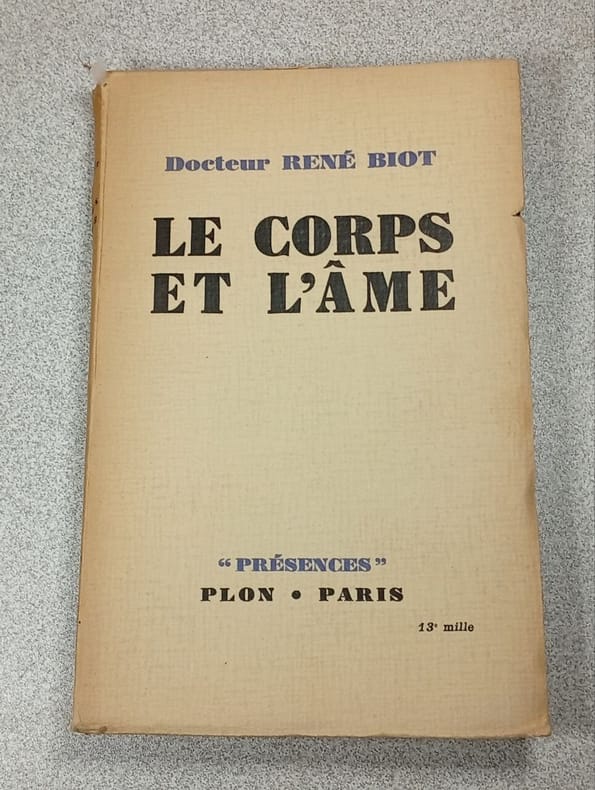 Docteur RENÉ BIOT
LE CORPS
ET L'ÂME
“ PRÉSENCES ”
PLON • PARIS
13e mille